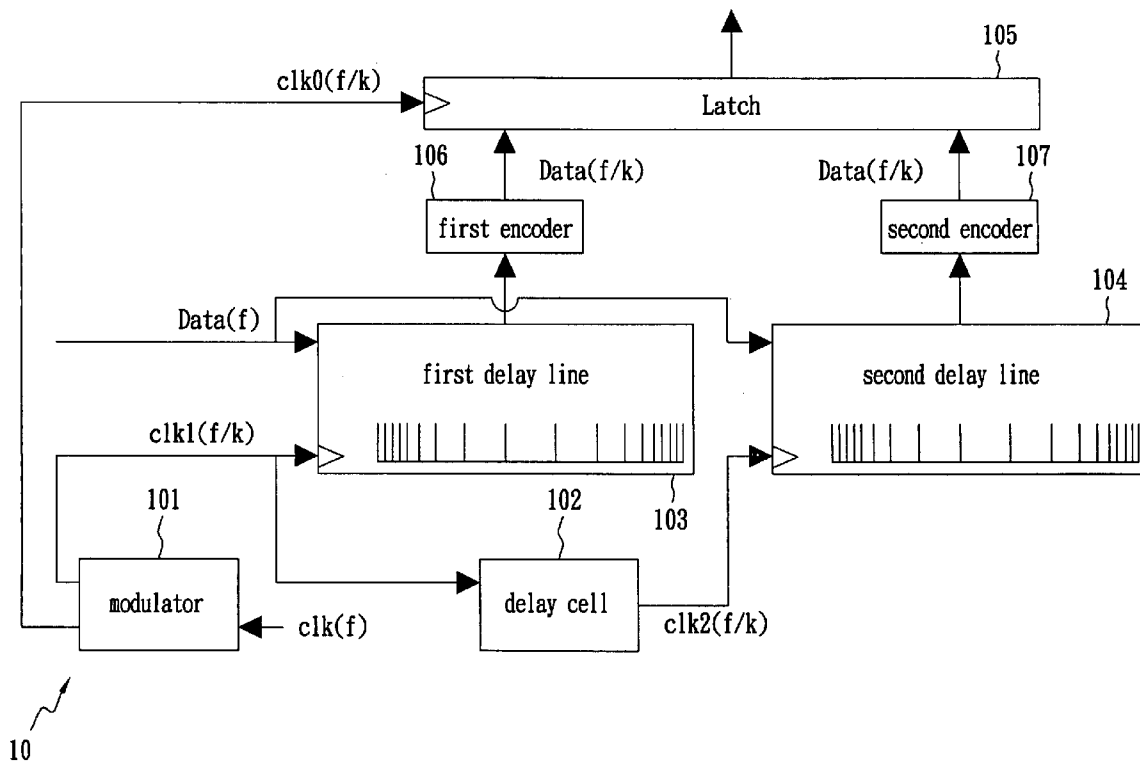 105
clk0(f/k)
Latch
106
Data(f/k)
Data(f/k)
107
first encoder
second encoder
104
Data(f)
first delay line
second delay line
clk1(f/k)
103
101
102
modulator
delay cell
clk(f)
clk2(f/k)
10